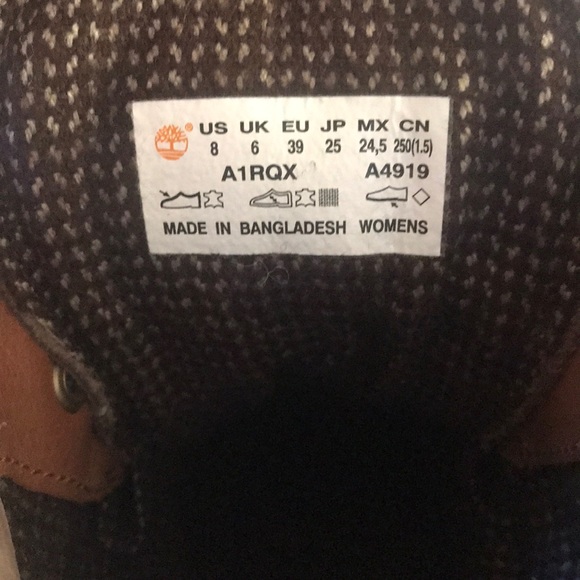 ® US UK EU JP MX CN
8 6 39 25 24,5 250(1.5)
A1RQX A4919
MADE IN BANGLADESH WOMENS